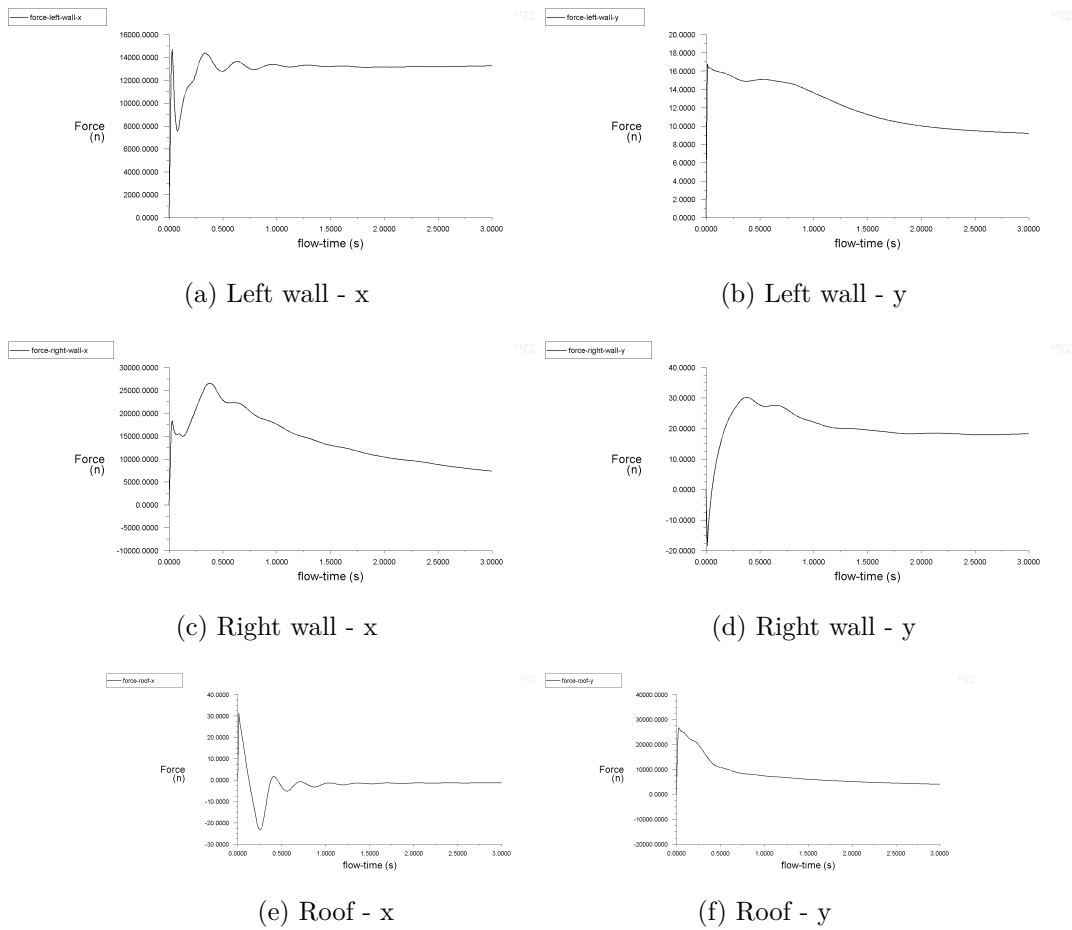 force-left-wall-x
16000.0000
14000.0000
12000.0000
10000.0000
8000.0000
6000.0000
4000.0000
2000.0000
0.0000
Force
(n)
0.0000 0.5000 1.0000 1.5000 2.0000 2.5000 3.0000
flow-time (s)
(a) Left wall - x
force-left-wall-y
20.0000
18.0000
16.0000
14.0000
12.0000
10.0000
8.0000
6.0000
4.0000
2.0000
0.0000
Force
(n)
0.0000 0.5000 1.0000 1.5000 2.0000 2.5000 3.0000
flow-time (s)
(b) Left wall - y
force-right-wall-x
30000.0000
25000.0000
20000.0000
15000.0000
10000.0000
5000.0000
0.0000
-5000.0000
-10000.0000
Force
(n)
0.0000 0.5000 1.0000 1.5000 2.0000 2.5000 3.0000
flow-time (s)
(c) Right wall - x
force-right-wall-y
40.0000
30.0000
20.0000
10.0000
0.0000
-10.0000
-20.0000
Force
(n)
0.0000 0.5000 1.0000 1.5000 2.0000 2.5000 3.0000
flow-time (s)
(d) Right wall - y
force-roof-x
40.0000
30.0000
20.0000
10.0000
0.0000
-10.0000
-20.0000
-30.0000
Force
(n)
0.0000 0.5000 1.0000 1.5000 2.0000 2.5000 3.0000
flow-time (s)
(e) Roof - x
force-roof-y
40000.0000
30000.0000
20000.0000
10000.0000
0.0000
-10000.0000
-20000.0000
Force
(n)
0.0000 0.5000 1.0000 1.5000 2.0000 2.5000 3.0000
flow-time (s)
(f) Roof - y